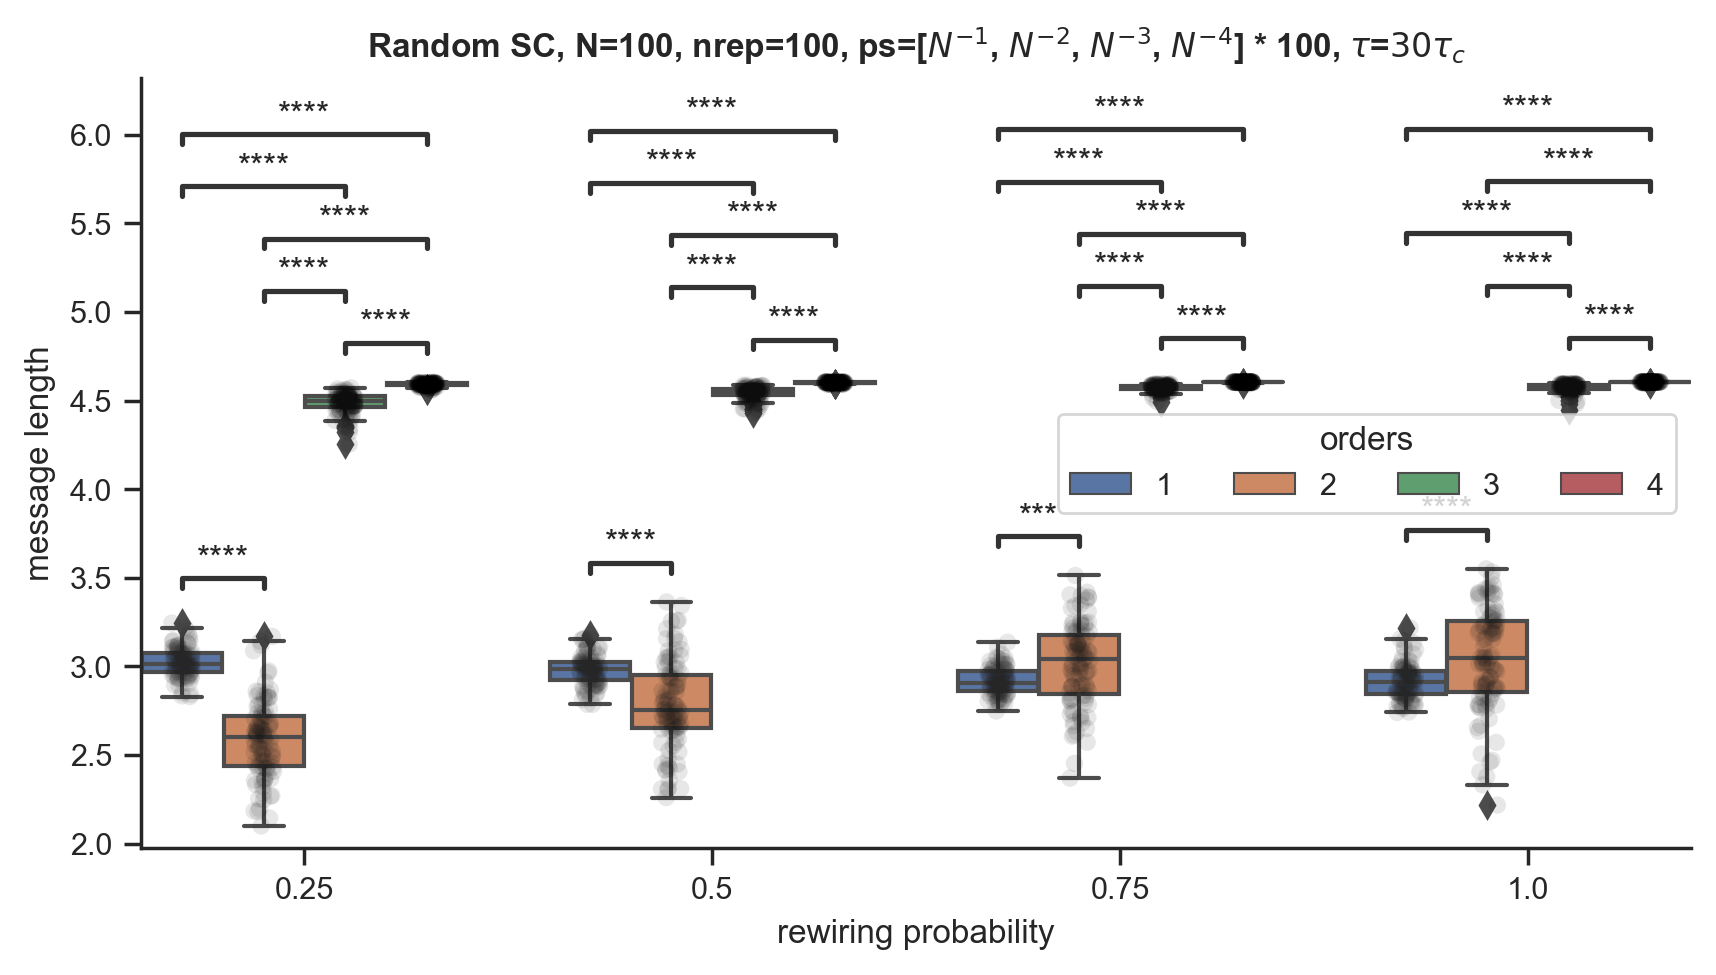 Random SC, N=100, nrep=100, ps=[N⁻¹, N⁻², N⁻³, N⁻⁴] * 100, τ=30τ_c
message length
6.0
5.5
5.0
4.5
4.0
3.5
3.0
2.5
2.0
**** **** **** ****
**** **** **** ****
**** **** **** ****
**** **** **** ****
**** **** **** ****
orders
1 2 3 4
**** **** *** ****
0.25 0.5 0.75 1.0
rewiring probability